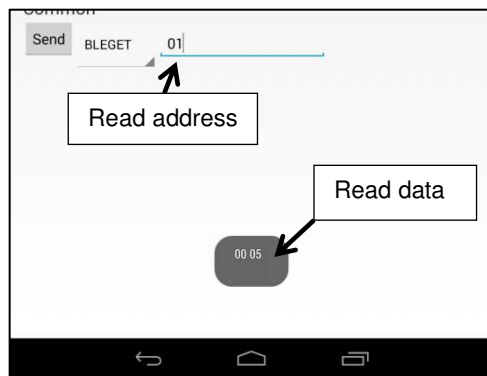 Common
Send
BLEGET
01
Read address
Read data
00 05